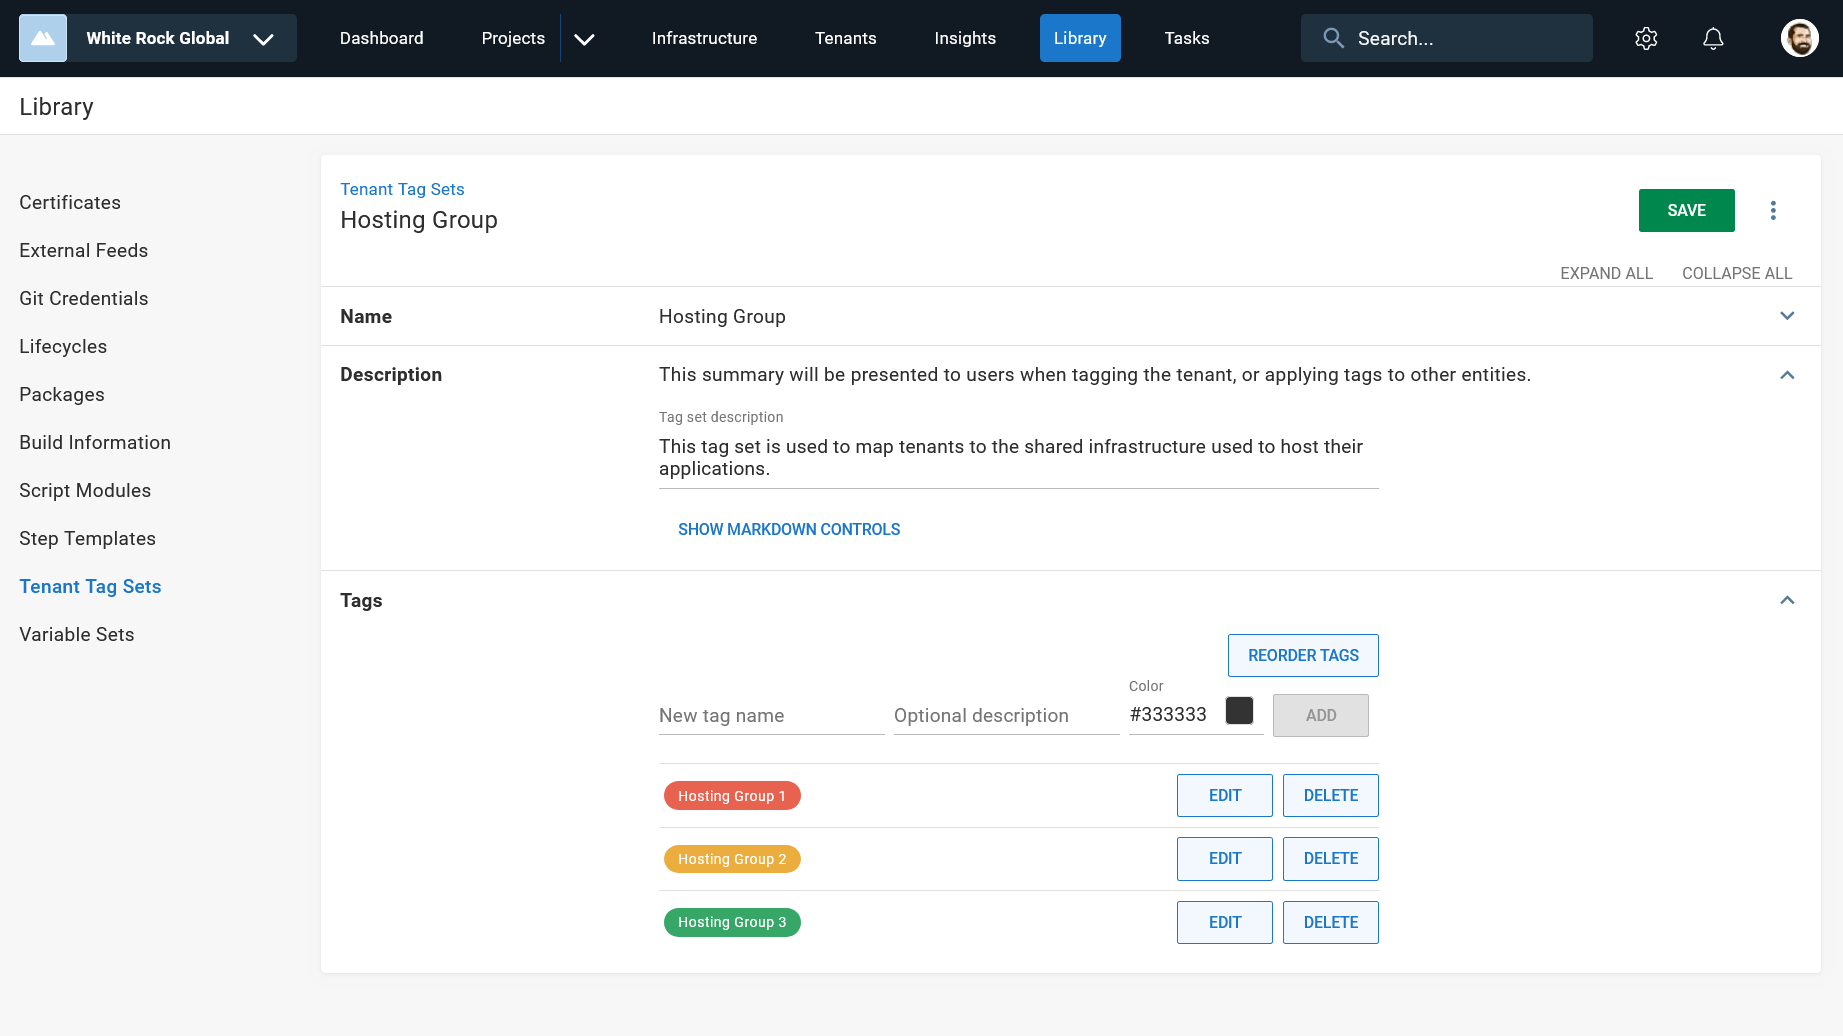 White Rock Global
Dashboard
Projects
Infrastructure
Tenants
Insights
Library
Tasks
Search...
Library
Certificates
External Feeds
Git Credentials
Lifecycles
Packages
Build Information
Script Modules
Step Templates
Tenant Tag Sets
Variable Sets
Tenant Tag Sets
Hosting Group
SAVE
EXPAND ALL
COLLAPSE ALL
Name
Hosting Group
Description
This summary will be presented to users when tagging the tenant, or applying tags to other entities.
Tag set description
This tag set is used to map tenants to the shared infrastructure used to host their
applications.
SHOW MARKDOWN CONTROLS
Tags
REORDER TAGS
New tag name
Optional description
Color
#333333
ADD
Hosting Group 1
EDIT
DELETE
Hosting Group 2
EDIT
DELETE
Hosting Group 3
EDIT
DELETE